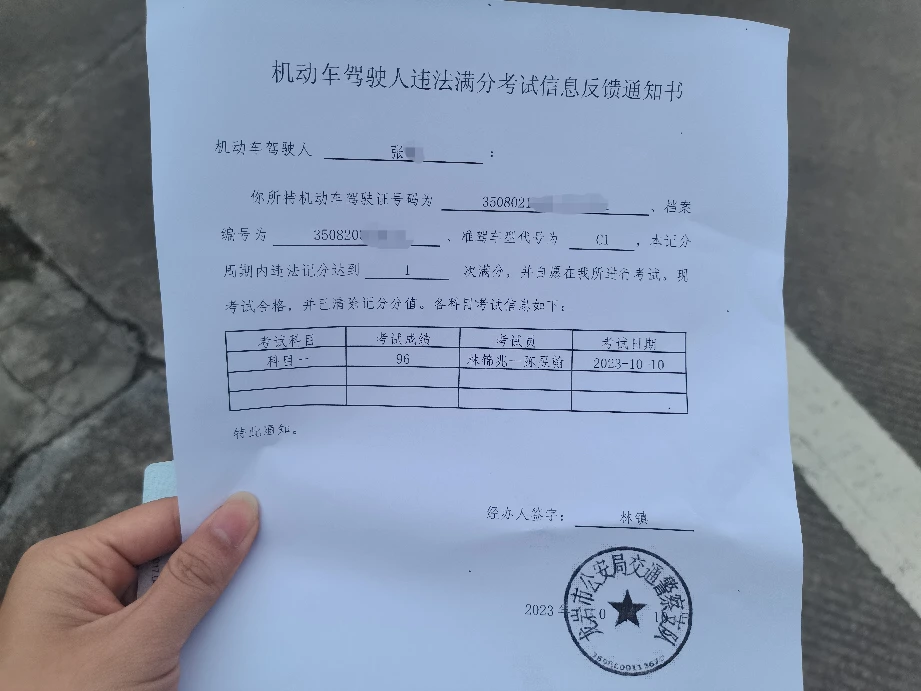 机动车驾驶人违法满分考试信息反馈通知书
机动车驾驶人 张 :
你所持机动车驾驶证号码为 3508021 、档案
编号为 3508203 、准驾车型代号为 C1 ,本记分
周期内违法记分达到 1 次满分,并自愿在我所进行考试,现
考试合格,并已清除记分分值。各科目考试信息如下:
考试科目 考试成绩 考试员 考试日期
科目一 96 2023-10-10
特此通知。
经办人签字: 林镇
龙岩市公安局交通警察支队
2023 年